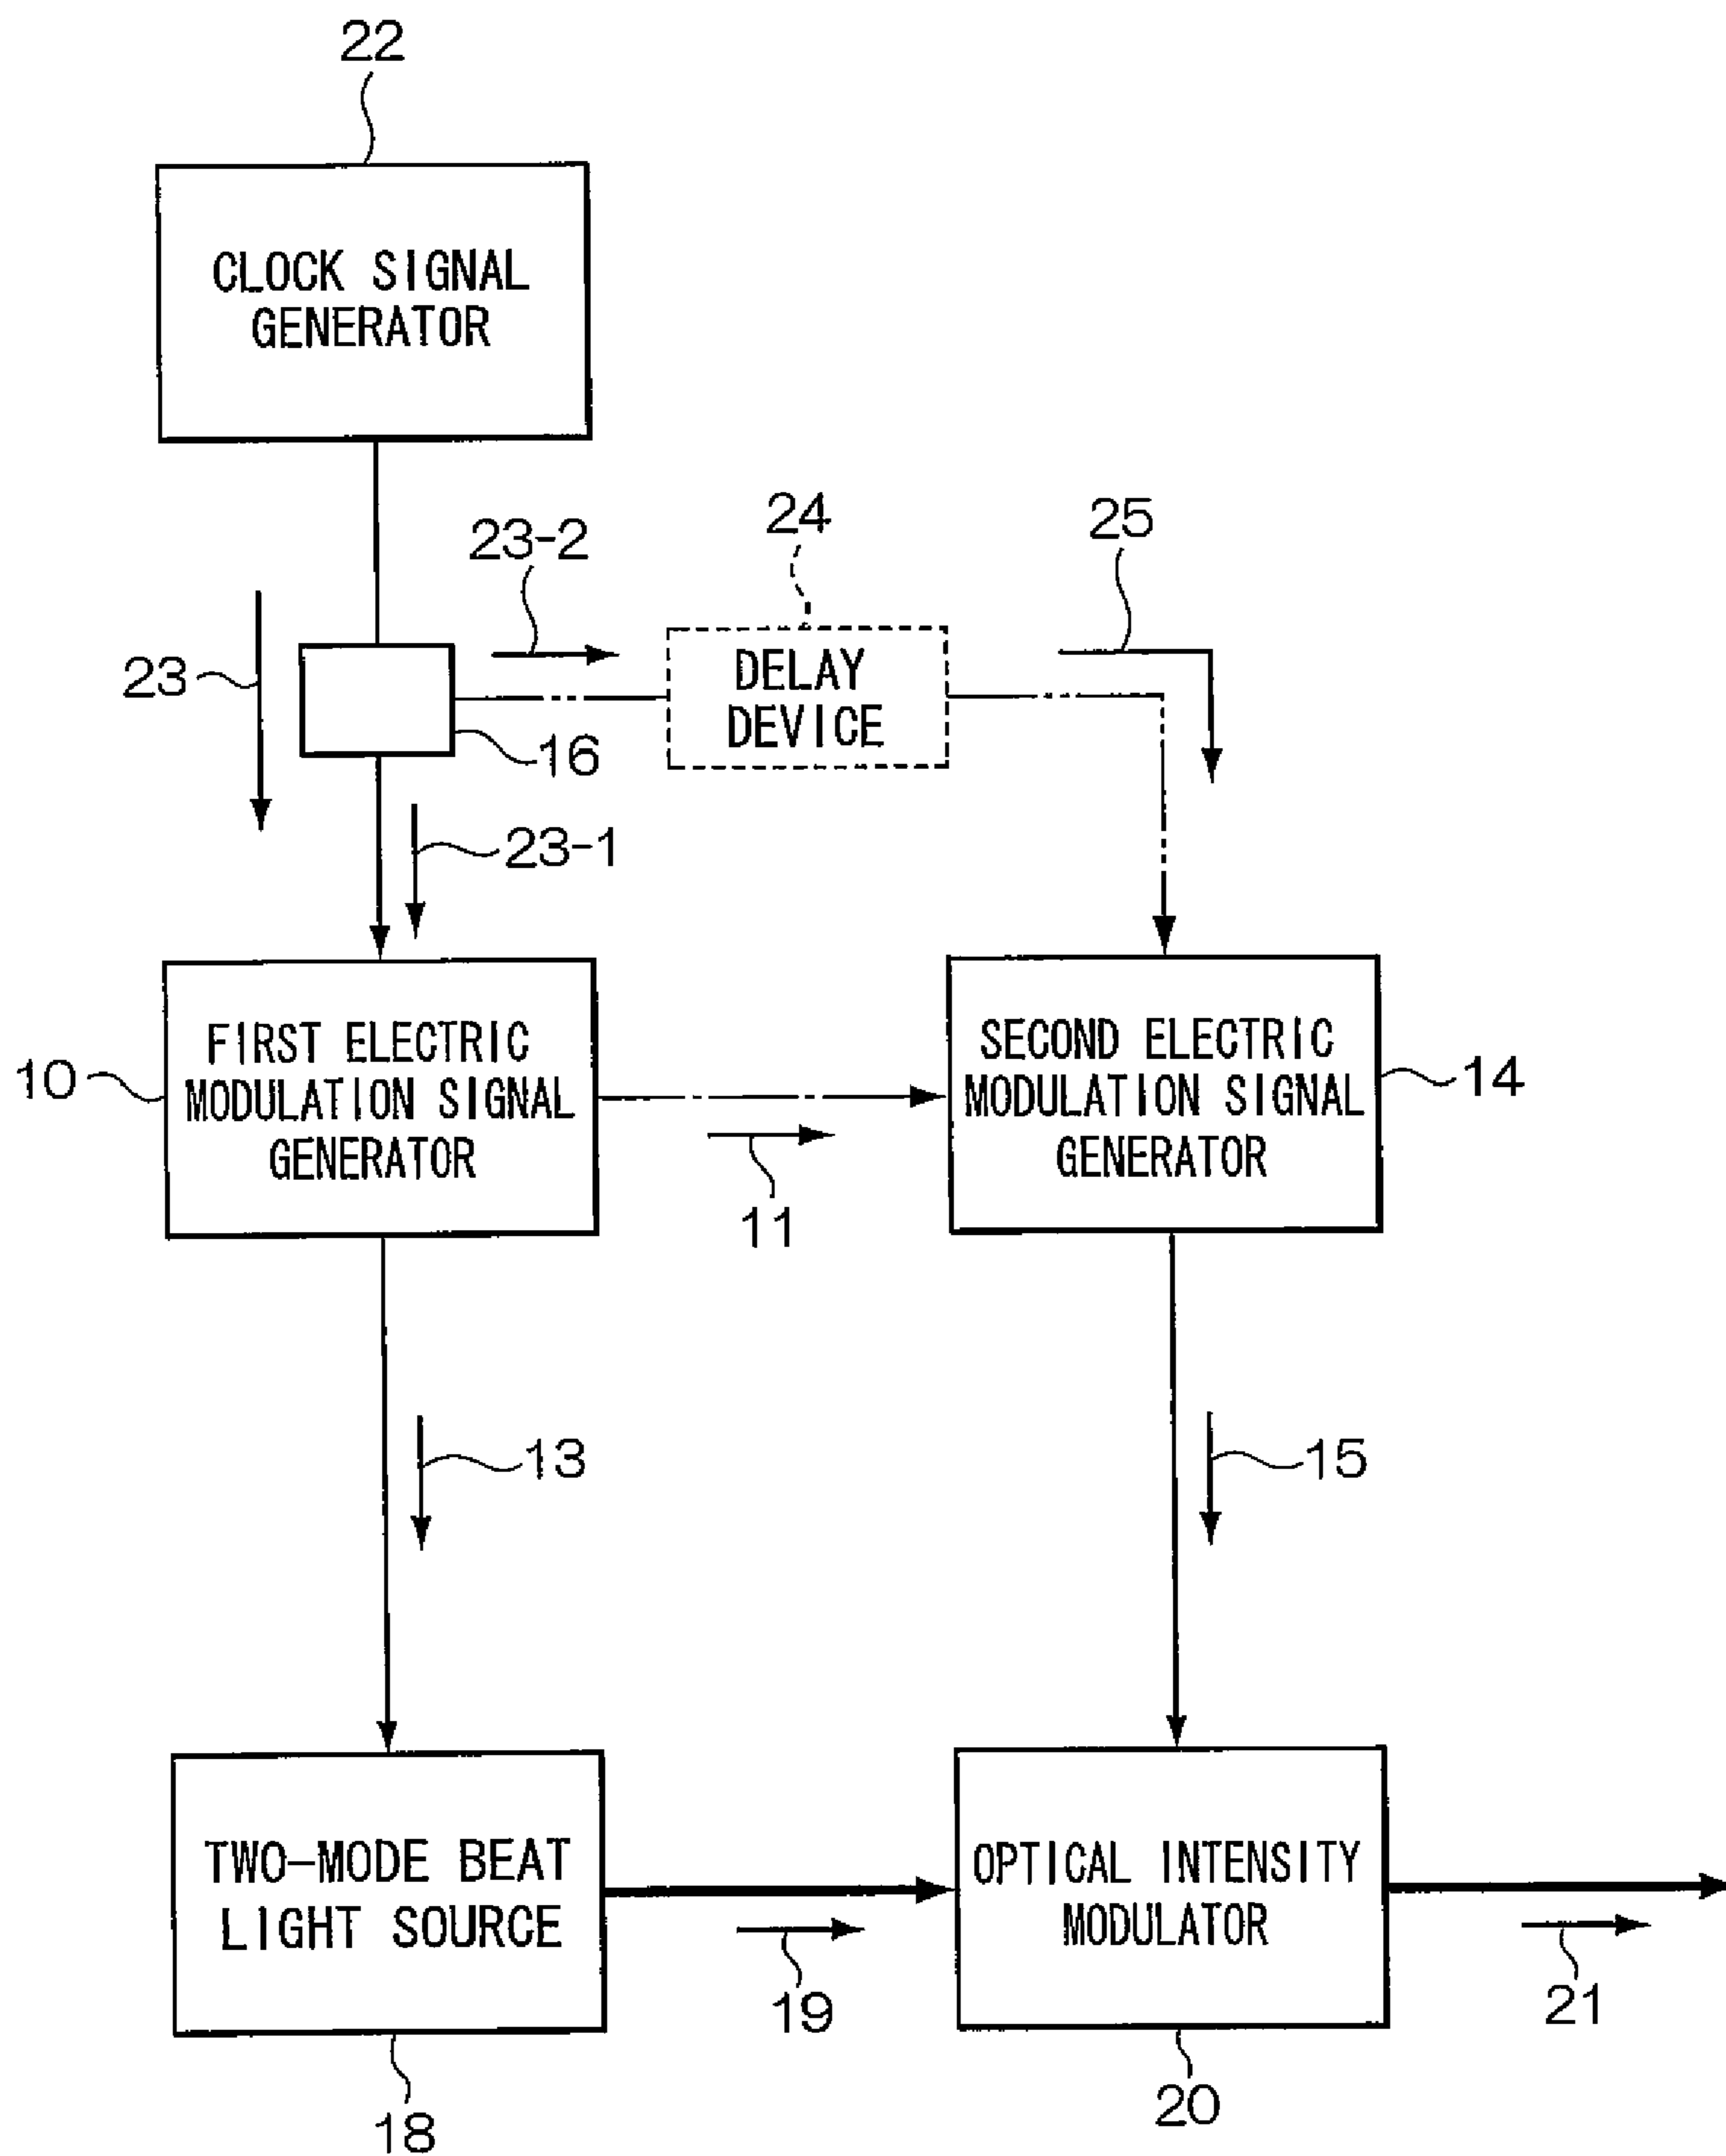 22
CLOCK SIGNAL
GENERATOR
23-2
24
25
23
DELAY
DEVICE
16
23-1
10
FIRST ELECTRIC
MODULATION SIGNAL
GENERATOR
SECOND ELECTRIC
MODULATION SIGNAL
GENERATOR
14
11
13
15
TWO-MODE BEAT
LIGHT SOURCE
OPTICAL INTENSITY
MODULATOR
19
21
18
20